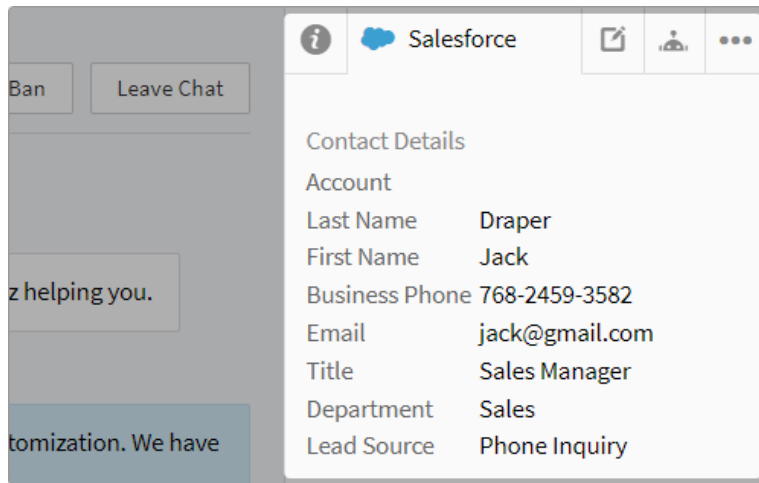 Salesforce
Ban Leave Chat
Contact Details
Account
Last Name Draper
First Name Jack
Business Phone 768-2459-3582
Email jack@gmail.com
Title Sales Manager
Department Sales
Lead Source Phone Inquiry
z helping you.
tomization. We have